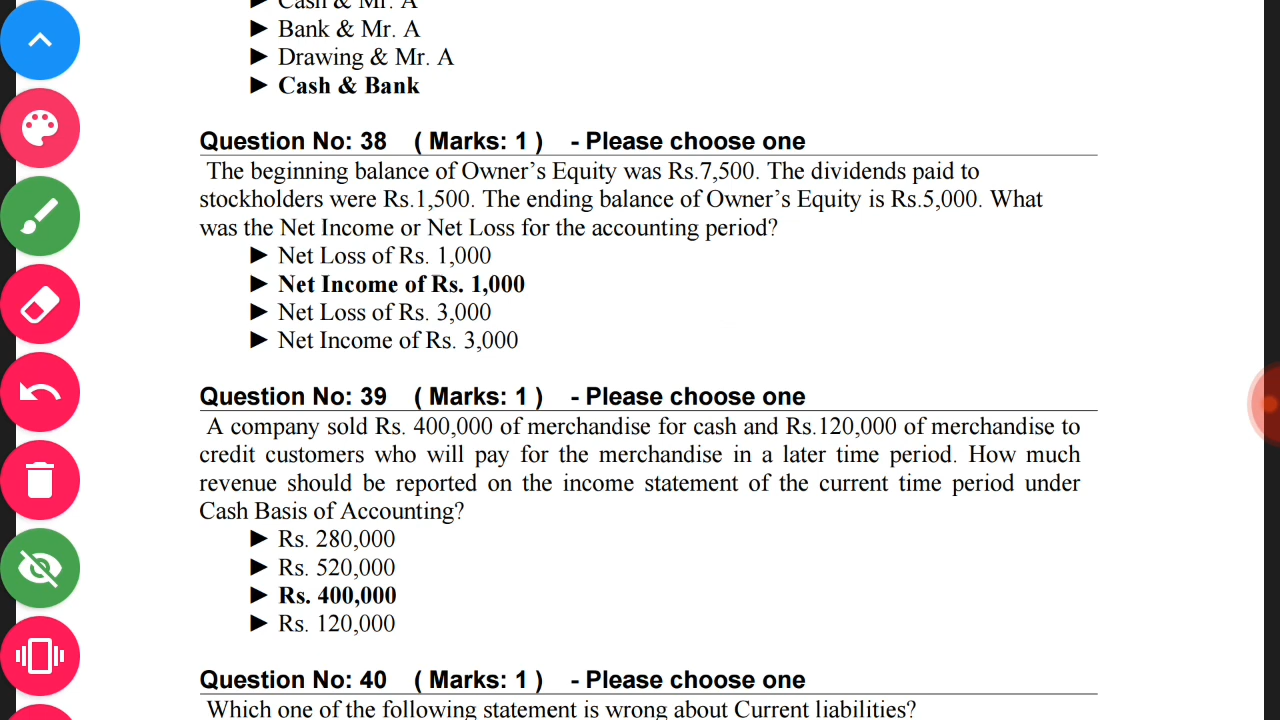 ► Cash & Mr. A
► Bank & Mr. A
► Drawing & Mr. A
► Cash & Bank
Question No: 38 ( Marks: 1 ) - Please choose one
The beginning balance of Owner’s Equity was Rs.7,500. The dividends paid to
stockholders were Rs.1,500. The ending balance of Owner’s Equity is Rs.5,000. What
was the Net Income or Net Loss for the accounting period?
► Net Loss of Rs. 1,000
► Net Income of Rs. 1,000
► Net Loss of Rs. 3,000
► Net Income of Rs. 3,000
Question No: 39 ( Marks: 1 ) - Please choose one
A company sold Rs. 400,000 of merchandise for cash and Rs.120,000 of merchandise to
credit customers who will pay for the merchandise in a later time period. How much
revenue should be reported on the income statement of the current time period under
Cash Basis of Accounting?
► Rs. 280,000
► Rs. 520,000
► Rs. 400,000
► Rs. 120,000
Question No: 40 ( Marks: 1 ) - Please choose one
Which one of the following statement is wrong about Current liabilities?